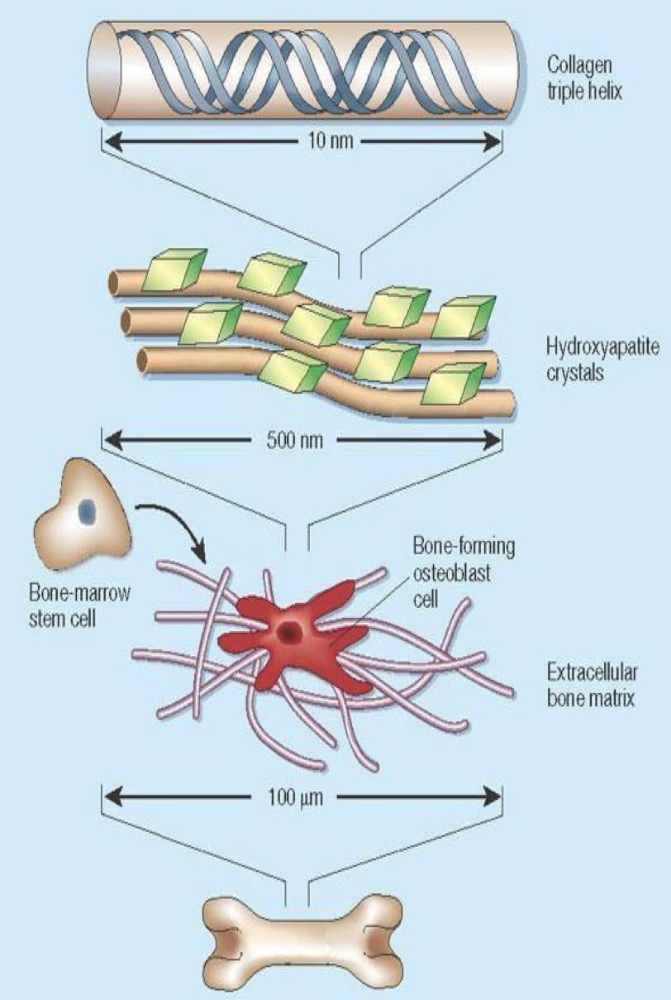 Collagen
triple helix
10 nm
Hydroxyapatite
crystals
500 nm
Bone-forming
osteoblast
cell
Bone-marrow
stem cell
Extracellular
bone matrix
100 μm